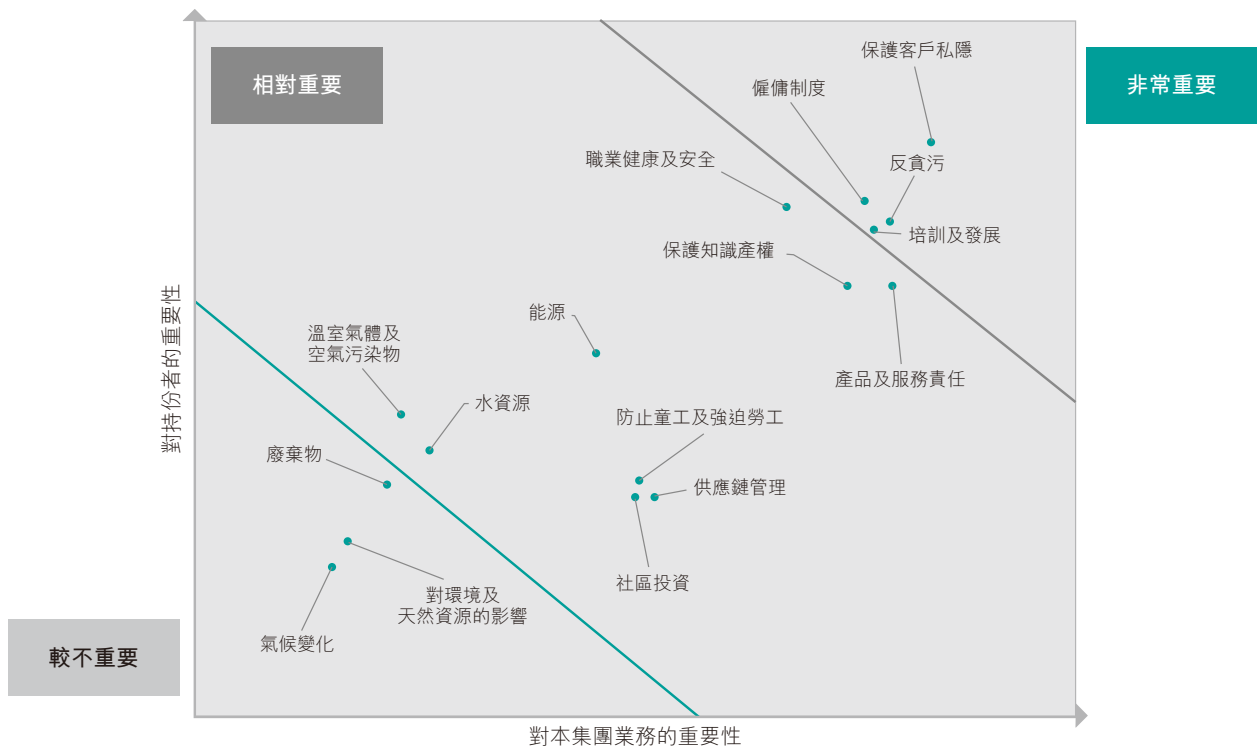 保護客戶私隱
相對重要
非常重要
僱傭制度
職業健康及安全
反貪污
培訓及發展
保護知識產權
對持份者的重要性
能源
溫室氣體及
空氣污染物
產品及服務責任
水資源
防止童工及強迫勞工
廢棄物
供應鏈管理
社區投資
對環境及
天然資源的影響
氣候變化
較不重要
對本集團業務的重要性